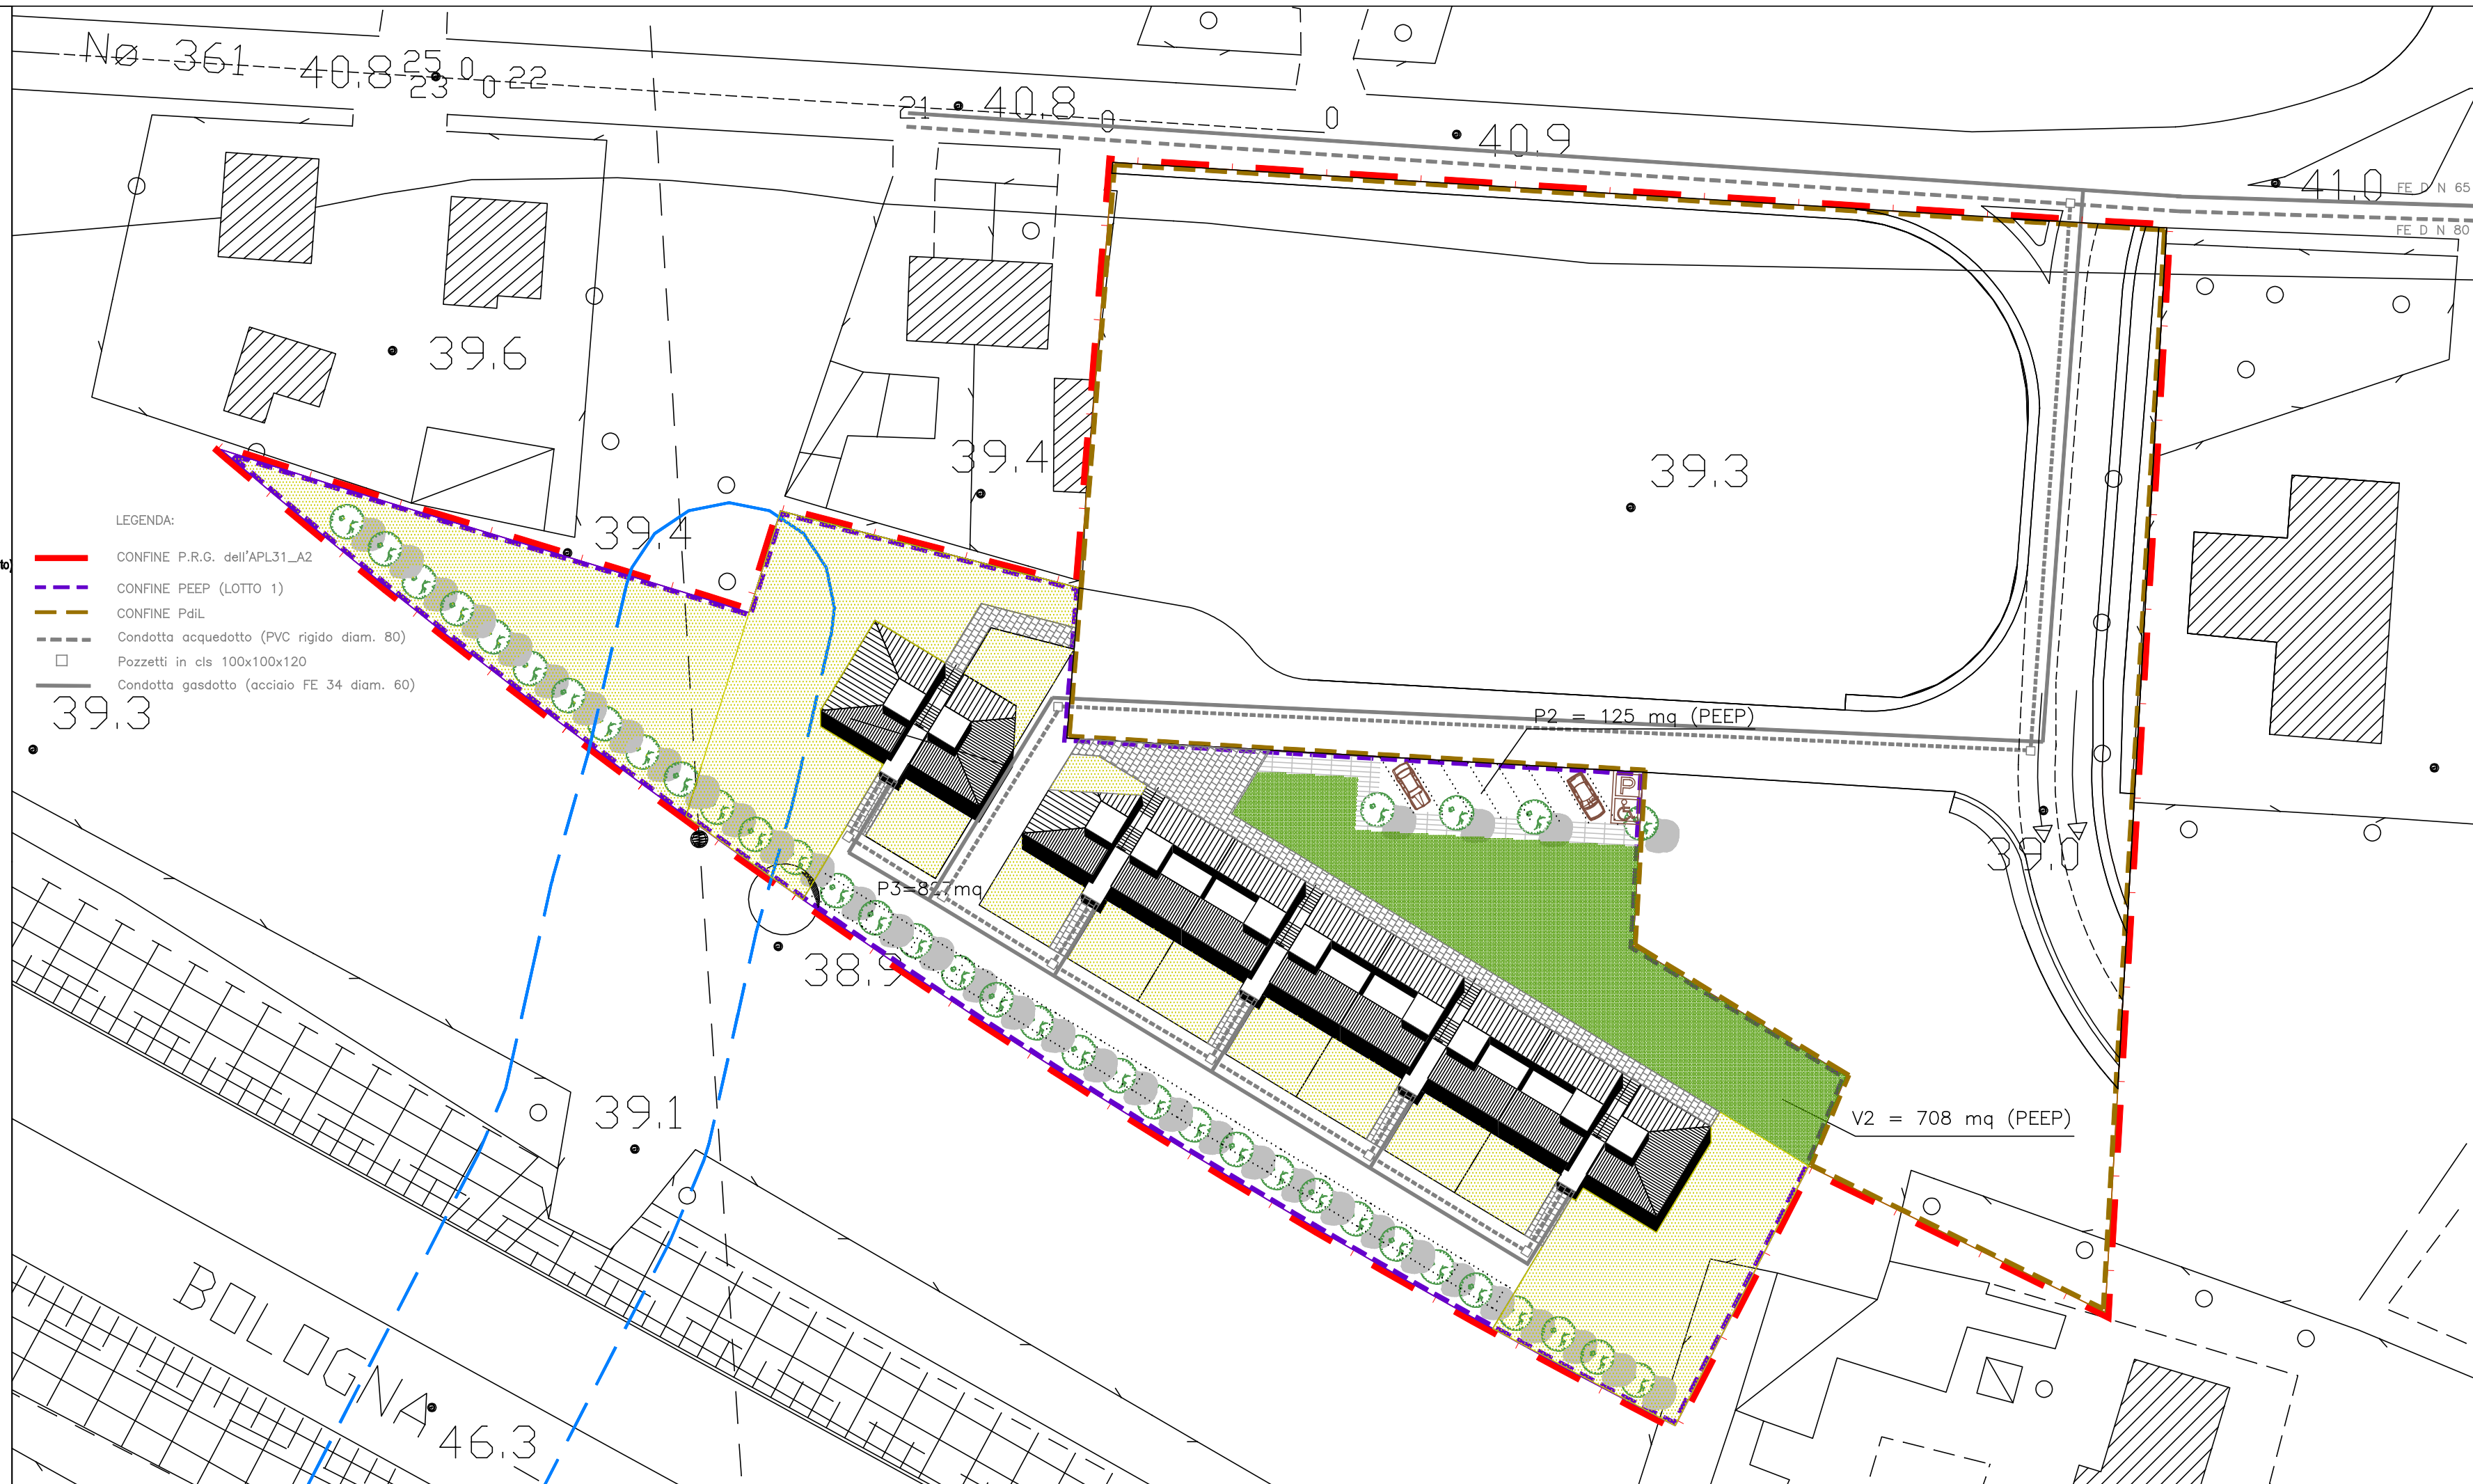 Nø 361
40.8
25
0
23
0
22
21
40.8
0
0
40.9
41.0
FE D N 65
FE D N 80
39.6
39.4
39.3
39.4
LEGENDA:
CONFINE P.R.G. dell'APL31_A2
CONFINE PEEP (LOTTO 1)
CONFINE PdiL
Condotta acquedotto (PVC rigido diam. 80)
Pozzetti in cls 100x100x120
Condotta gasdotto (acciaio FE 34 diam. 60)
to)
39.3
P2 = 125 mq (PEEP)
P
39.0
38.9
39.1
V2 = 708 mq (PEEP)
BOLOGNA
46.3